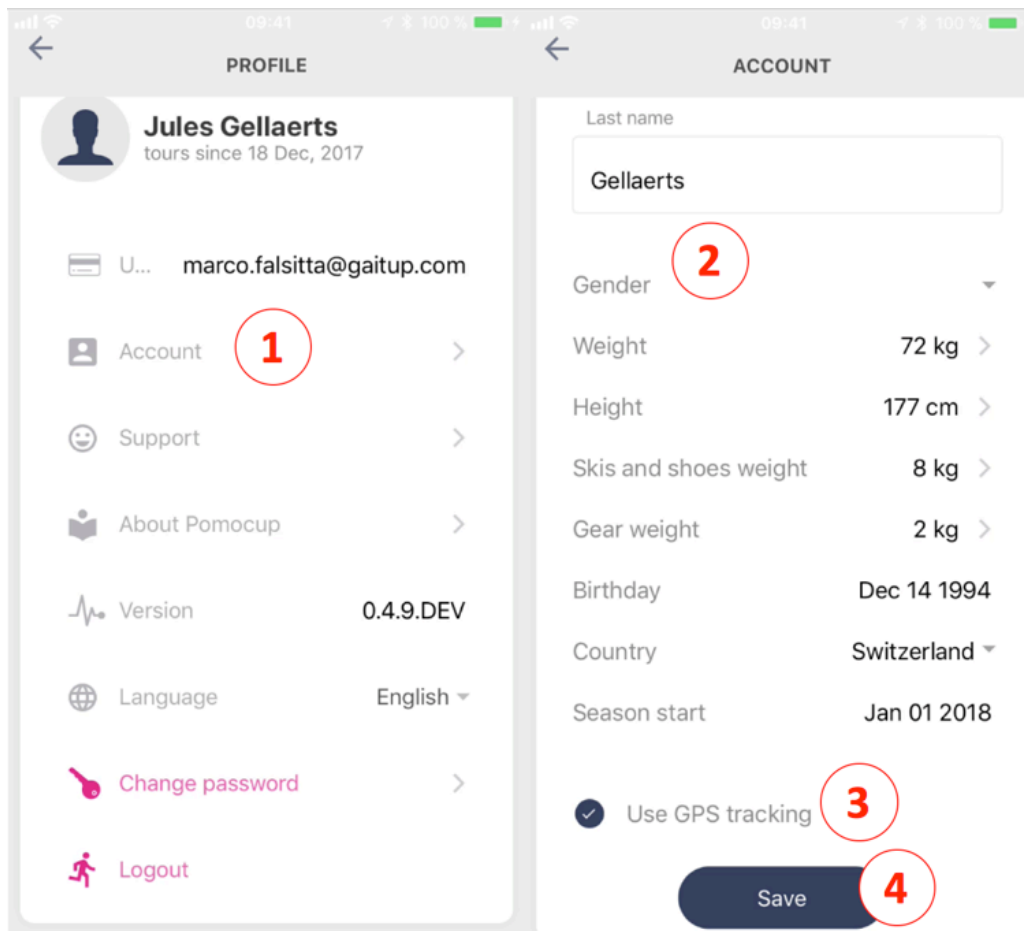 09:41 100 %
PROFILE
Jules Gellaerts
tours since 18 Dec, 2017
U... marco.falsitta@gaitup.com
Account 1
Support
About Pomocup
Version 0.4.9.DEV
Language English
Change password
Logout
09:41 100 %
ACCOUNT
Last name
Gellaerts
2
Gender
Weight 72 kg
Height 177 cm
Skis and shoes weight 8 kg
Gear weight 2 kg
Birthday Dec 14 1994
Country Switzerland
Season start Jan 01 2018
Use GPS tracking 3
Save 4